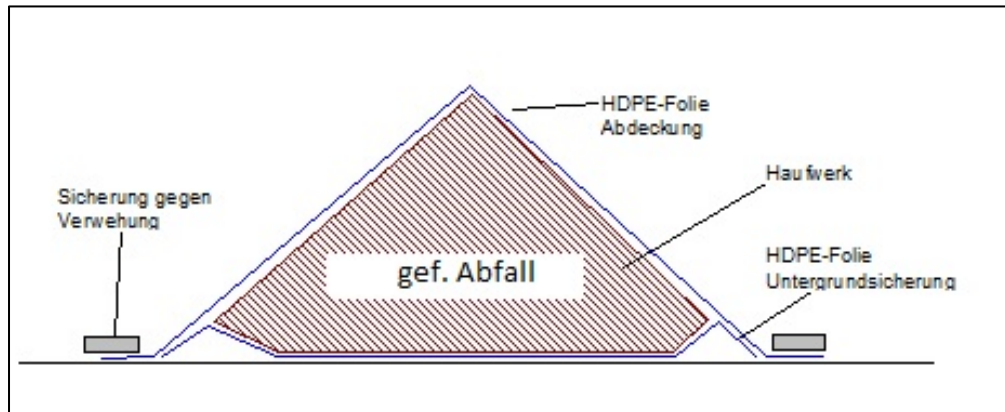 HDPE-Folie
Abdeckung
Haufwerk
Sicherung gegen
Verwehung
HDPE-Folie
Untergrundsicherung
gef. Abfall